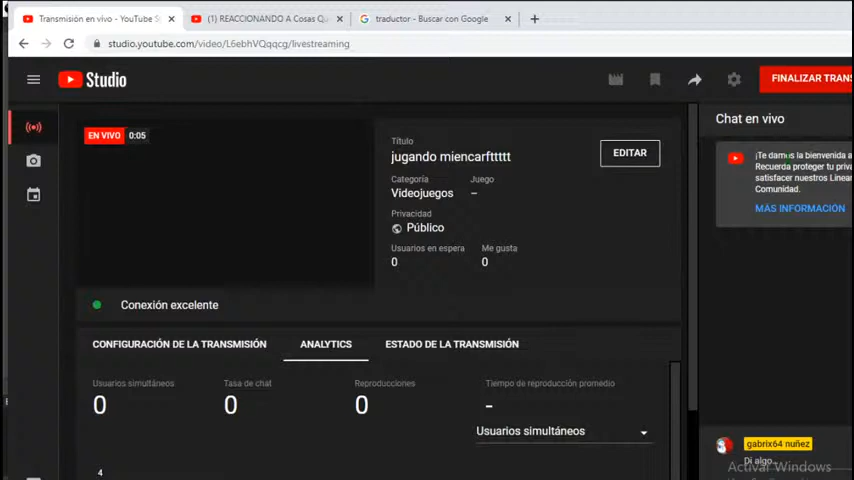 Transmisión en vivo - YouTube S
(1) REACCIONANDO A Cosas Qu
traductor - Buscar con Google
studio.youtube.com/video/L6ebhVQqqcg/livestreaming
Studio
FINALIZAR TRANS
EN VIVO 0:05
Título
jugando miencarfttttt
EDITAR
Categoría Juego
Videojuegos –
Privacidad
Público
Usuarios en espera Me gusta
0 0
Conexión excelente
CONFIGURACIÓN DE LA TRANSMISIÓN ANALYTICS ESTADO DE LA TRANSMISIÓN
Usuarios simultáneos Tasa de chat Reproducciones Tiempo de reproducción promedio
0 0 0 –
Usuarios simultáneos
4
Chat en vivo
¡Te damos la bienvenida a
Recuerda proteger tu priva
satisfacer nuestros Linear
Comunidad.
MÁS INFORMACIÓN
gabrix64 nuñez
Di algo...
Activar Windows